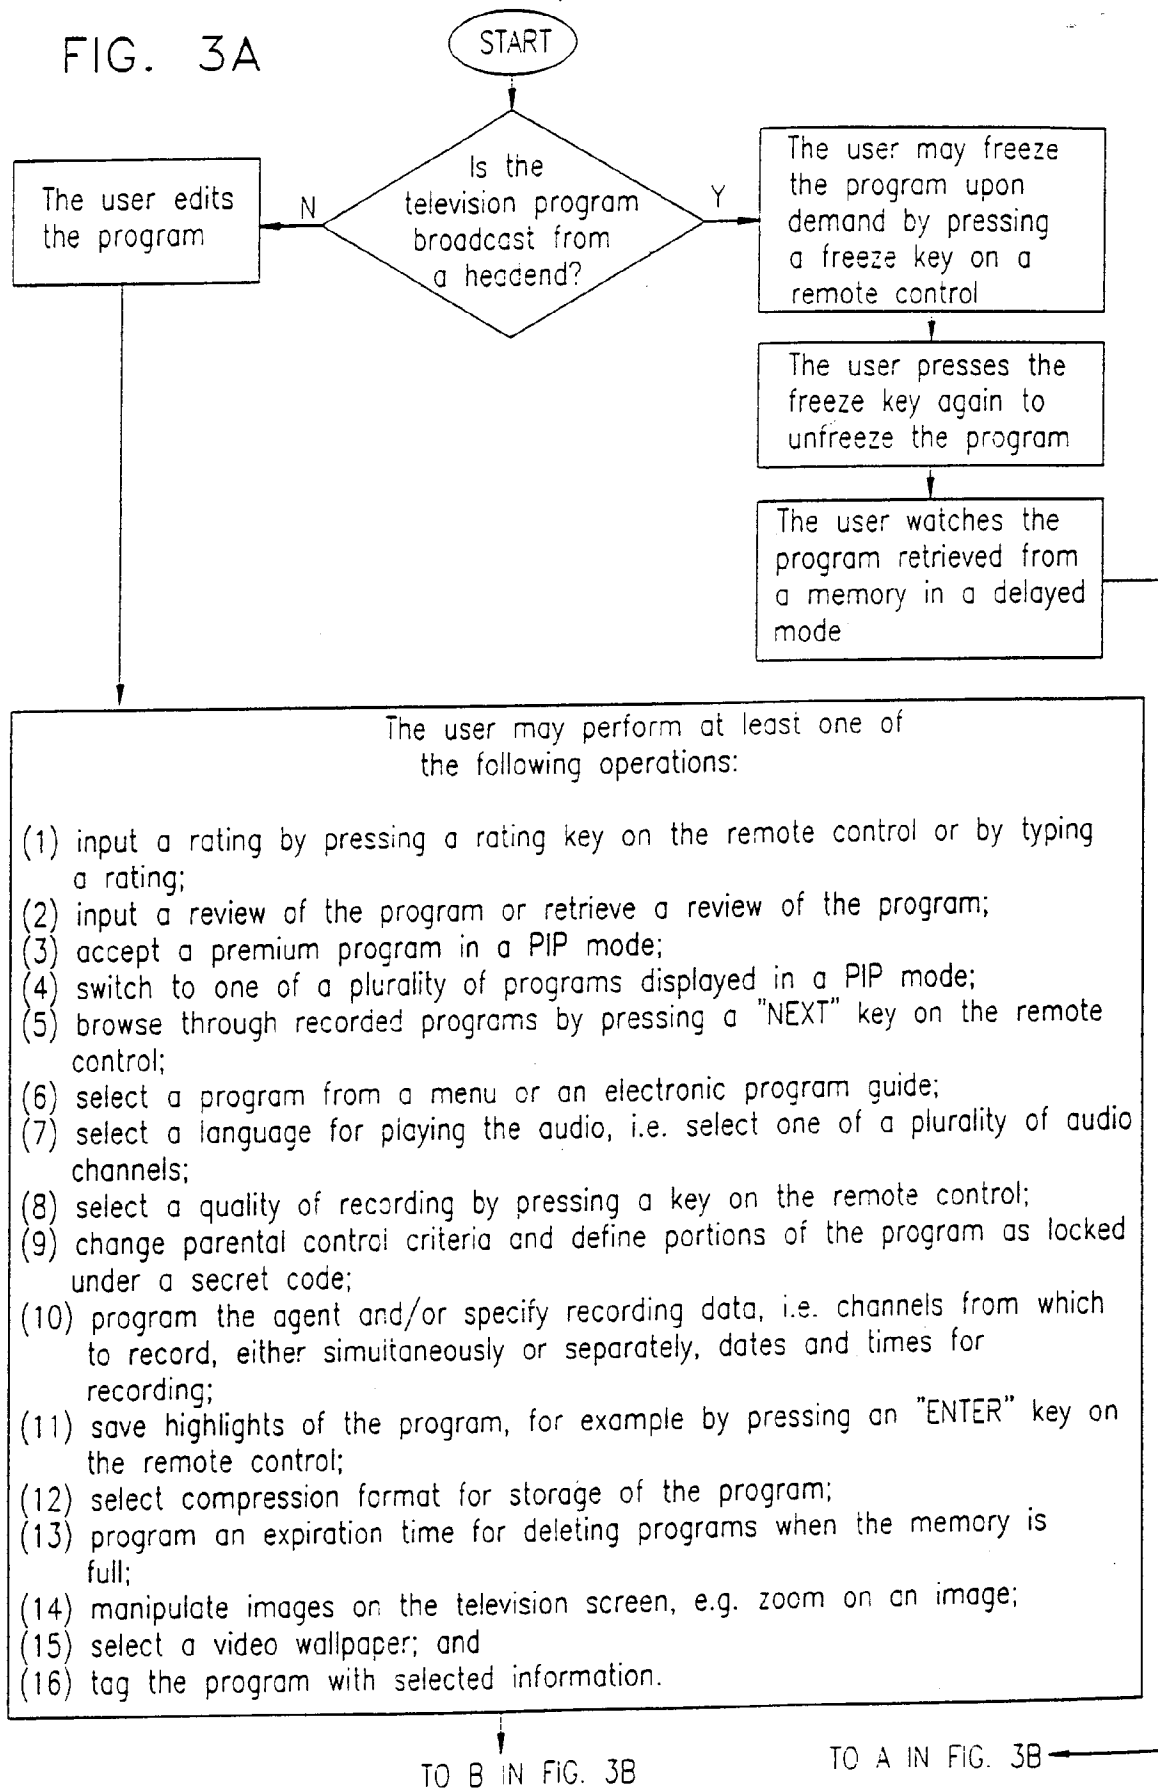 FIG. 3A
START
Is the
television program
broadcast from
a headend?
N
Y
The user edits
the program
The user may freeze
the program upon
demand by pressing
a freeze key on a
remote control
The user presses the
freeze key again to
unfreeze the program
The user watches the
program retrieved from
a memory in a delayed
mode
The user may perform at least one of
the following operations:
(1) input a rating by pressing a rating key on the remote control or by typing
a rating;
(2) input a review of the program or retrieve a review of the program;
(3) accept a premium program in a PIP mode;
(4) switch to one of a plurality of programs displayed in a PIP mode;
(5) browse through recorded programs by pressing a "NEXT" key on the remote
control;
(6) select a program from a menu or an electronic program guide;
(7) select a language for playing the audio, i.e. select one of a plurality of audio
channels;
(8) select a quality of recording by pressing a key on the remote control;
(9) change parental control criteria and define portions of the program as locked
under a secret code;
(10) program the agent and/or specify recording data, i.e. channels from which
to record, either simultaneously or separately, dates and times for
recording;
(11) save highlights of the program, for example by pressing an "ENTER" key on
the remote control;
(12) select compression format for storage of the program;
(13) program an expiration time for deleting programs when the memory is
full;
(14) manipulate images on the television screen, e.g. zoom on an image;
(15) select a video wallpaper; and
(16) tag the program with selected information.
TO B IN FIG. 3B
TO A IN FIG. 3B